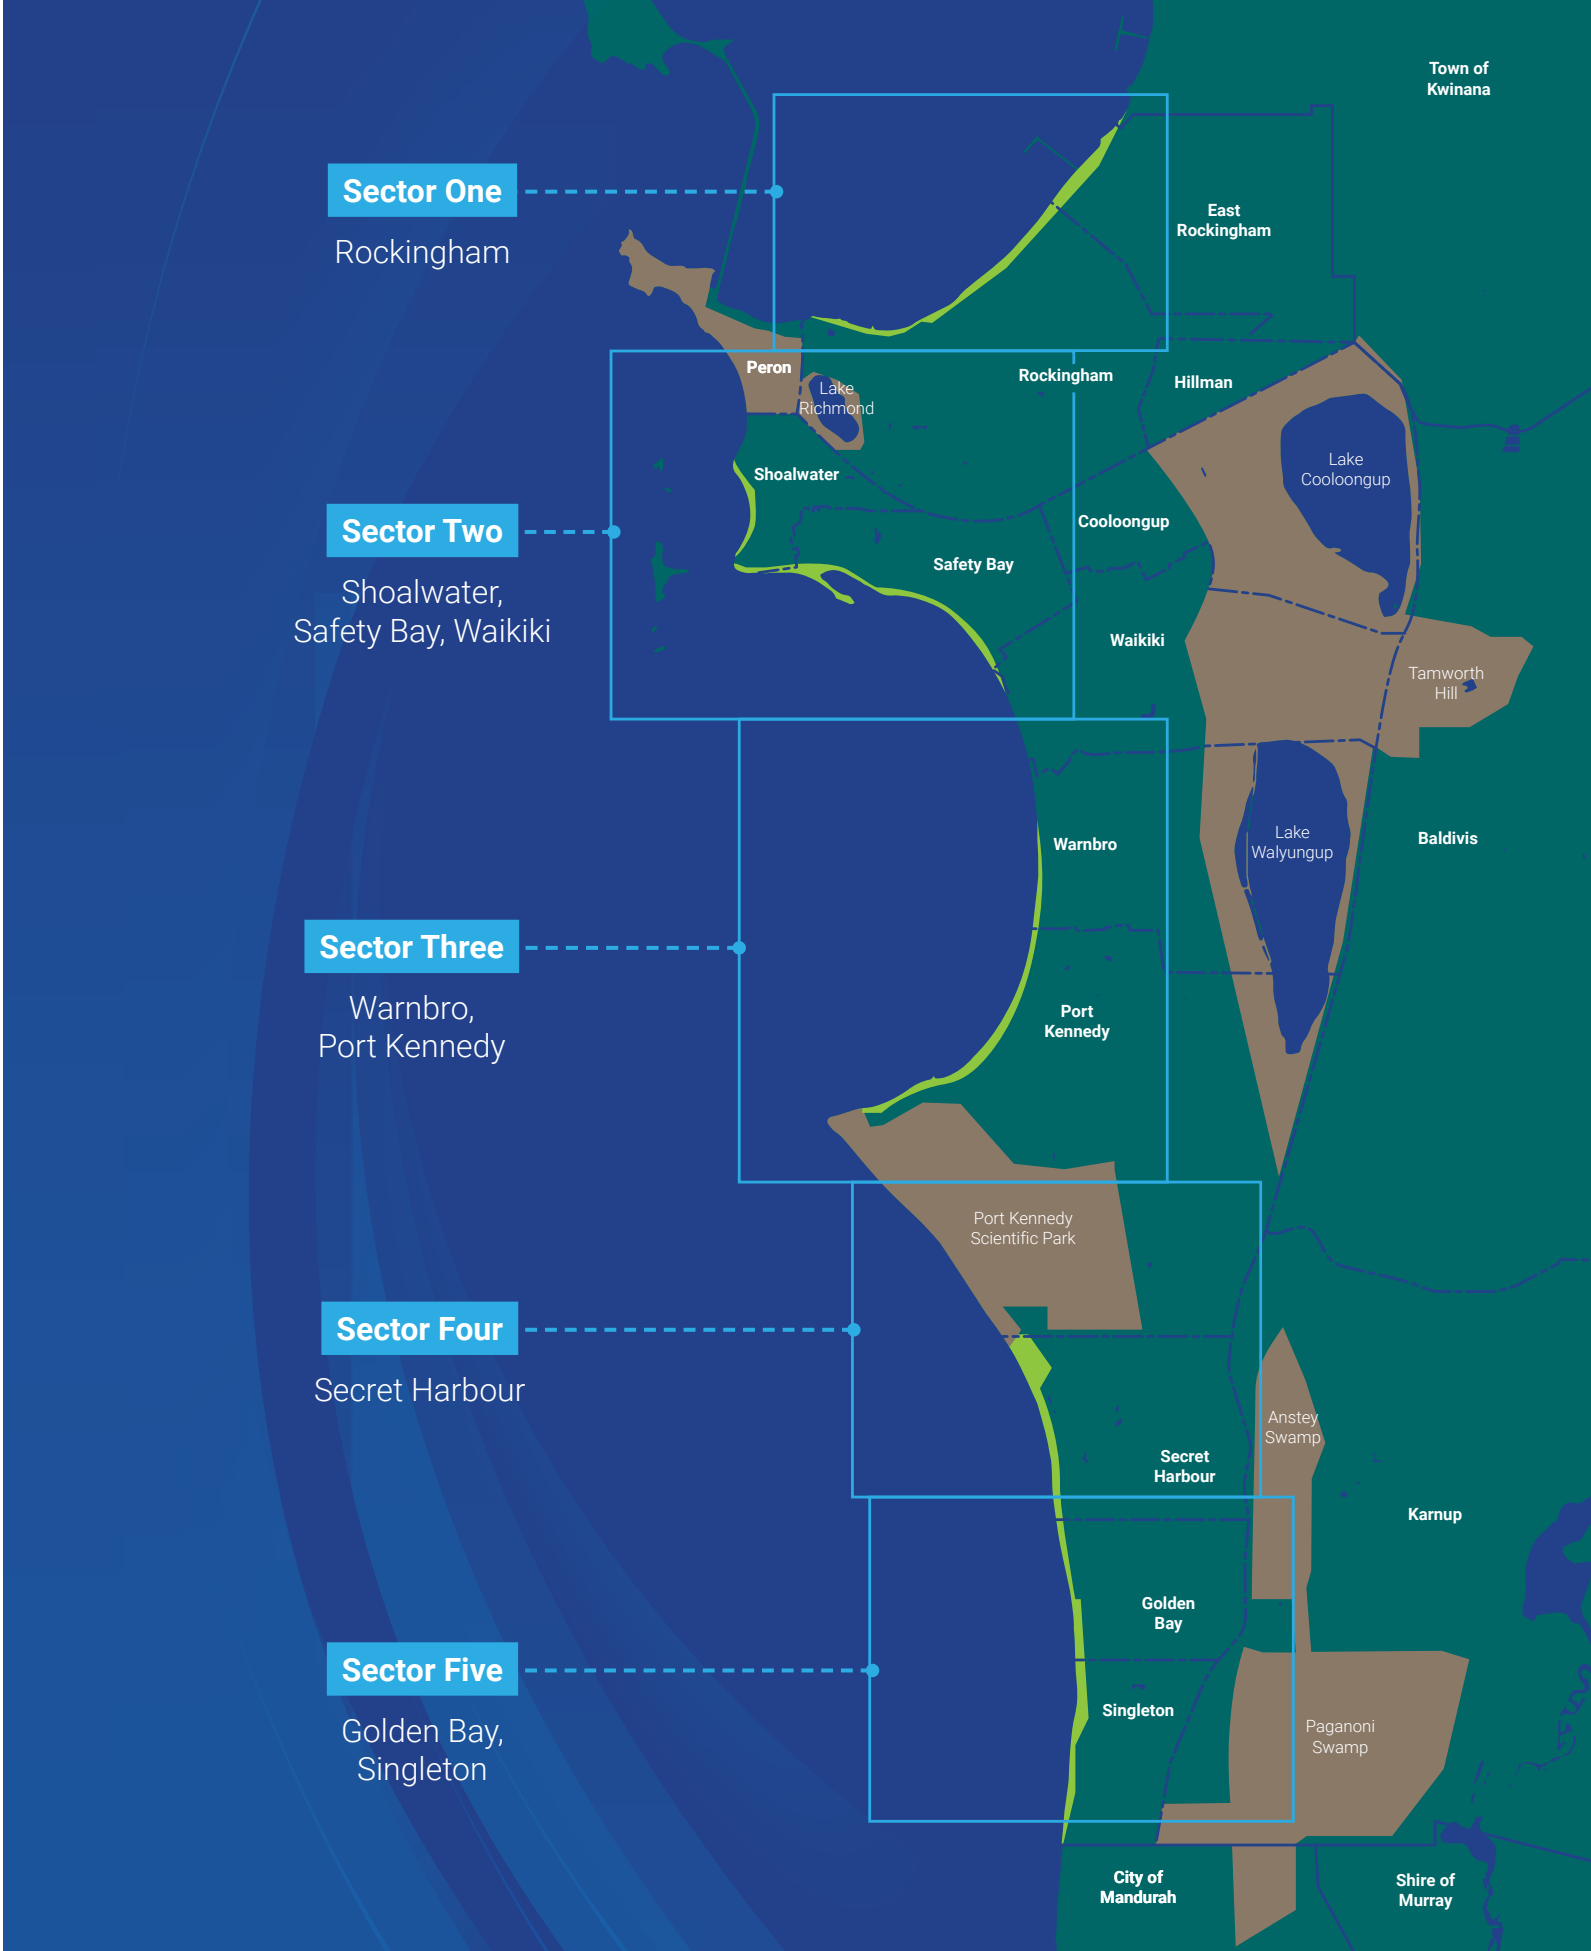 Town of
Kwinana
Sector One
Rockingham
East
Rockingham
Peron
Rockingham
Hillman
Lake
Richmond
Lake
Cooloongup
Shoalwater
Cooloongup
Sector Two
Shoalwater,
Safety Bay, Waikiki
Safety Bay
Waikiki
Tamworth
Hill
Warnbro
Lake
Walyungup
Baldivis
Sector Three
Warnbro,
Port Kennedy
Port
Kennedy
Port Kennedy
Scientific Park
Sector Four
Secret Harbour
Anstey
Swamp
Secret
Harbour
Karnup
Golden
Bay
Sector Five
Golden Bay,
Singleton
Singleton
Paganoni
Swamp
City of
Mandurah
Shire of
Murray